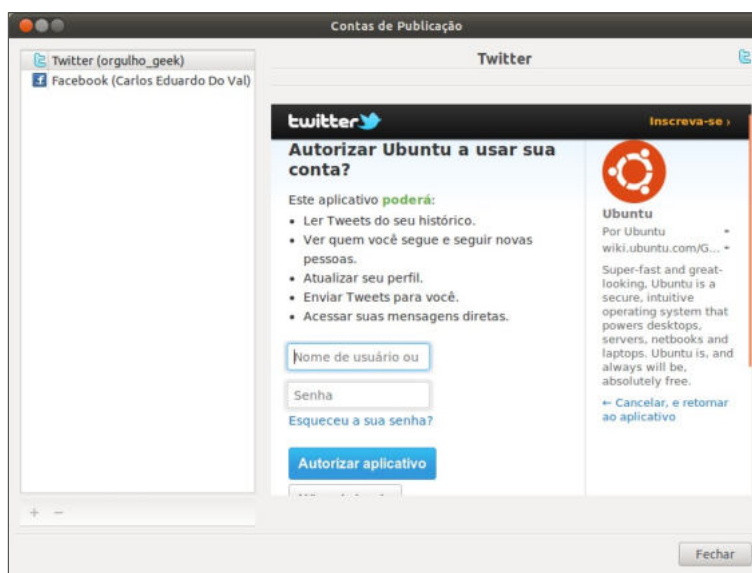 Contas de Publicação
Twitter (orgulho_geek)
Facebook (Carlos Eduardo Do Val)
Twitter
twitter
Inscreva-se ›
Autorizar Ubuntu a usar sua
conta?
Este aplicativo poderá:
• Ler Tweets do seu histórico.
• Ver quem você segue e seguir novas
pessoas.
• Atualizar seu perfil.
• Enviar Tweets para você.
• Acessar suas mensagens diretas.
Nome de usuário ou
Senha
Esqueceu a sua senha?
Autorizar aplicativo
Ubuntu
Por Ubuntu
wiki.ubuntu.com/G...
Super-fast and great-
looking, Ubuntu is a
secure, intuitive
operating system that
powers desktops,
servers, netbooks and
laptops. Ubuntu is, and
always will be,
absolutely free.
← Cancelar, e retornar
ao aplicativo
+ −
Fechar